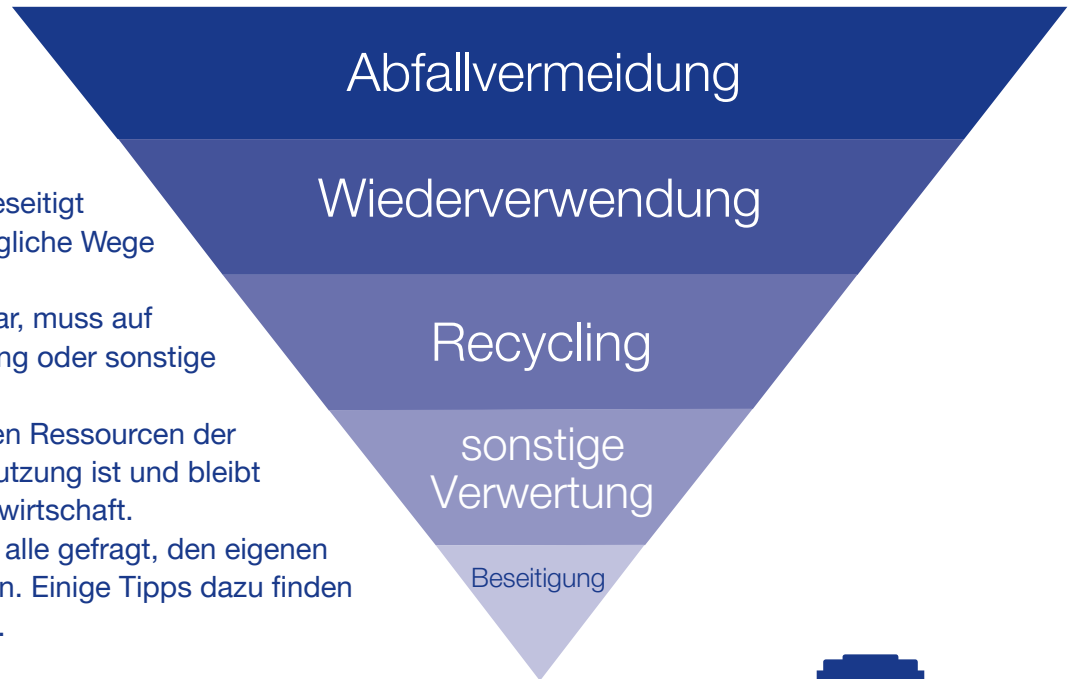 Abfallvermeidung
Wiederverwendung
Recycling
sonstige
Verwertung
Beseitigung
eseitigt
gliche Wege
ar, muss auf
ng oder sonstige
en Ressourcen der
utzung ist und bleibt
wirtschaft.
alle gefragt, den eigenen
n. Einige Tipps dazu finden
.